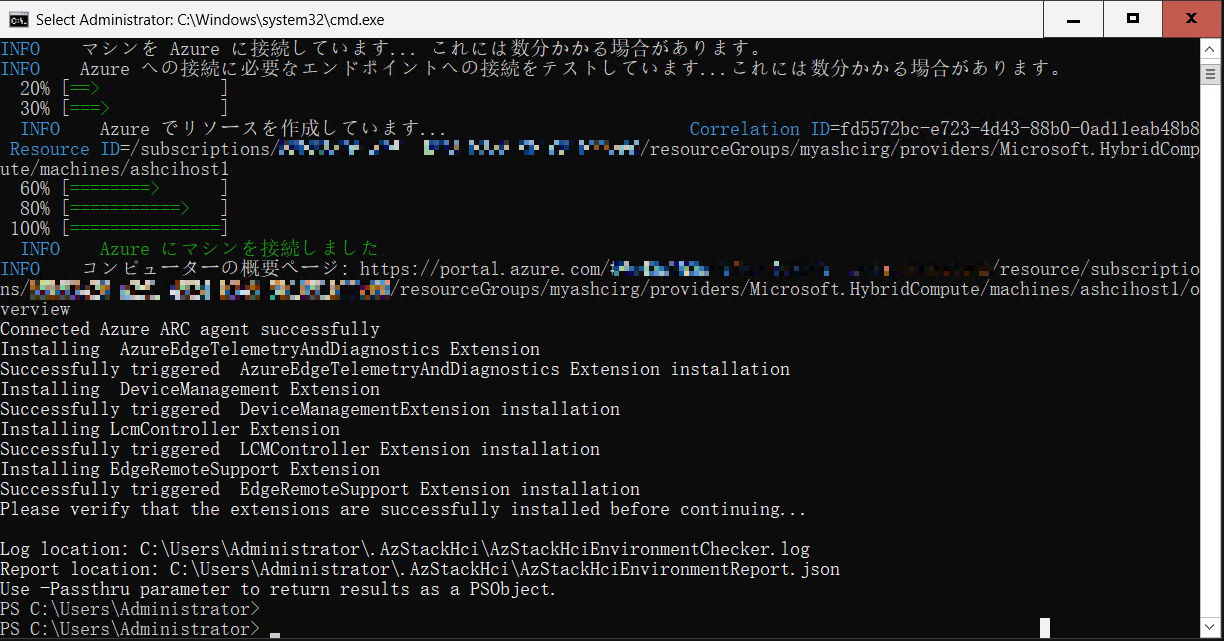 Select Administrator: C:\Windows\system32\cmd.exe
INFO    マシンを Azure に接続しています... これには数分かかる場合があります。
INFO    Azure への接続に必要なエンドポイントへの接続をテストしています...これには数分かかる場合があります。
  20% [==>            ]
  30% [===>           ]
  INFO    Azure でリソースを作成しています...                        Correlation ID=fd5572bc-e723-4d43-88b0-0ad11eab48b8
 Resource ID=/subscriptions/ /resourceGroups/myashcirg/providers/Microsoft.HybridComp
ute/machines/ashcihost1
  60% [========>      ]
  80% [===========>   ]
 100% [===============]
  INFO    Azure にマシンを接続しました
INFO    コンピューターの概要ページ: https://portal.azure.com/ /resource/subscriptio
ns/ /resourceGroups/myashcirg/providers/Microsoft.HybridCompute/machines/ashcihost1/o
verview
Connected Azure ARC agent successfully
Installing  AzureEdgeTelemetryAndDiagnostics Extension
Successfully triggered  AzureEdgeTelemetryAndDiagnostics Extension installation
Installing  DeviceManagement Extension
Successfully triggered  DeviceManagementExtension installation
Installing LcmController Extension
Successfully triggered  LCMController Extension installation
Installing EdgeRemoteSupport Extension
Successfully triggered  EdgeRemoteSupport Extension installation
Please verify that the extensions are successfully installed before continuing...

Log location: C:\Users\Administrator\.AzStackHci\AzStackHciEnvironmentChecker.log
Report location: C:\Users\Administrator\.AzStackHci\AzStackHciEnvironmentReport.json
Use -Passthru parameter to return results as a PSObject.
PS C:\Users\Administrator>
PS C:\Users\Administrator> _